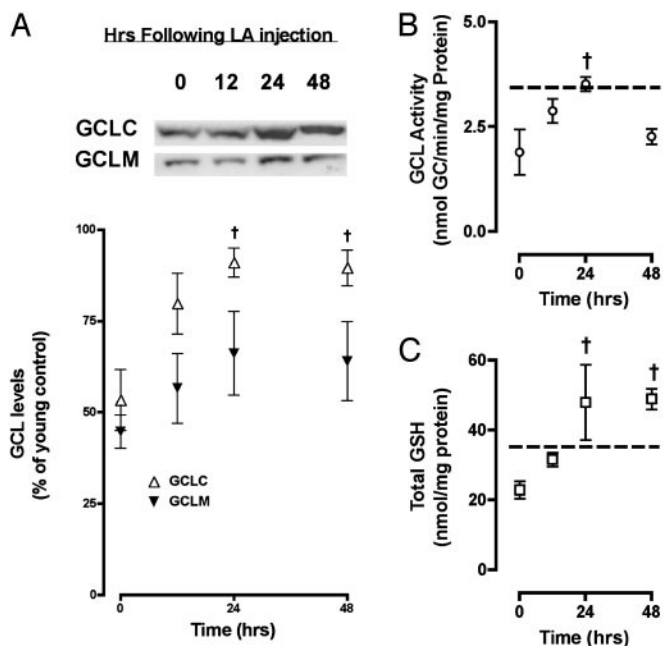 A
Hrs Following LA injection
0 12 24 48
GCLC
GCLM
100
75
50
25
0
GCL levels
(% of young control)
† †
GCLC
GCLM
0 24 48
Time (hrs)
B
5.0
2.5
0.0
GCL Activity
(nmol GC/min/mg Protein)
†
0 24 48
Time (hrs)
C
60
40
20
0
Total GSH
(nmol/mg protein)
† †
0 24 48
Time (hrs)